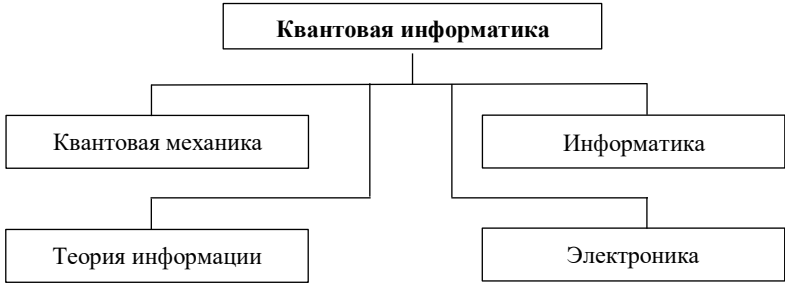 Квантовая информатика
Квантовая механика
Информатика
Теория информации
Электроника